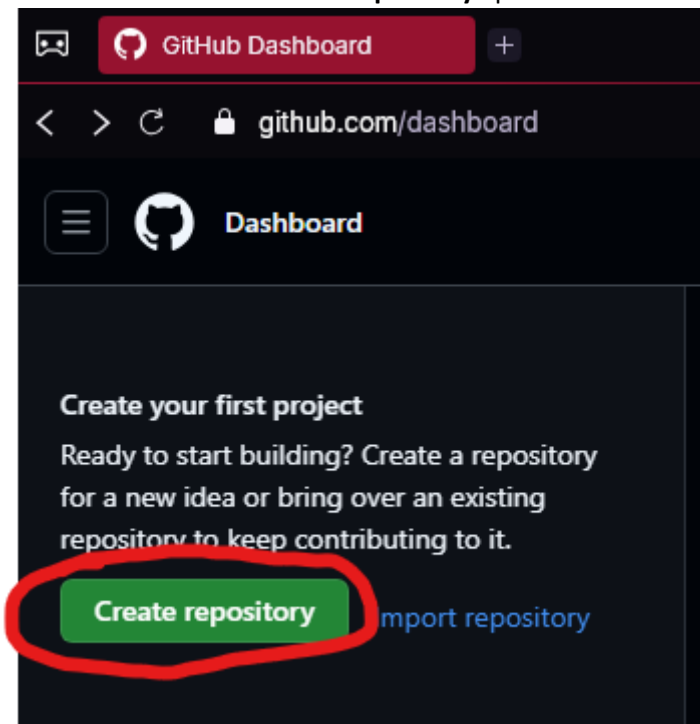 GitHub Dashboard
github.com/dashboard
Dashboard
Create your first project
Ready to start building? Create a repository
for a new idea or bring over an existing
repository to keep contributing to it.
Create repository
mport repository